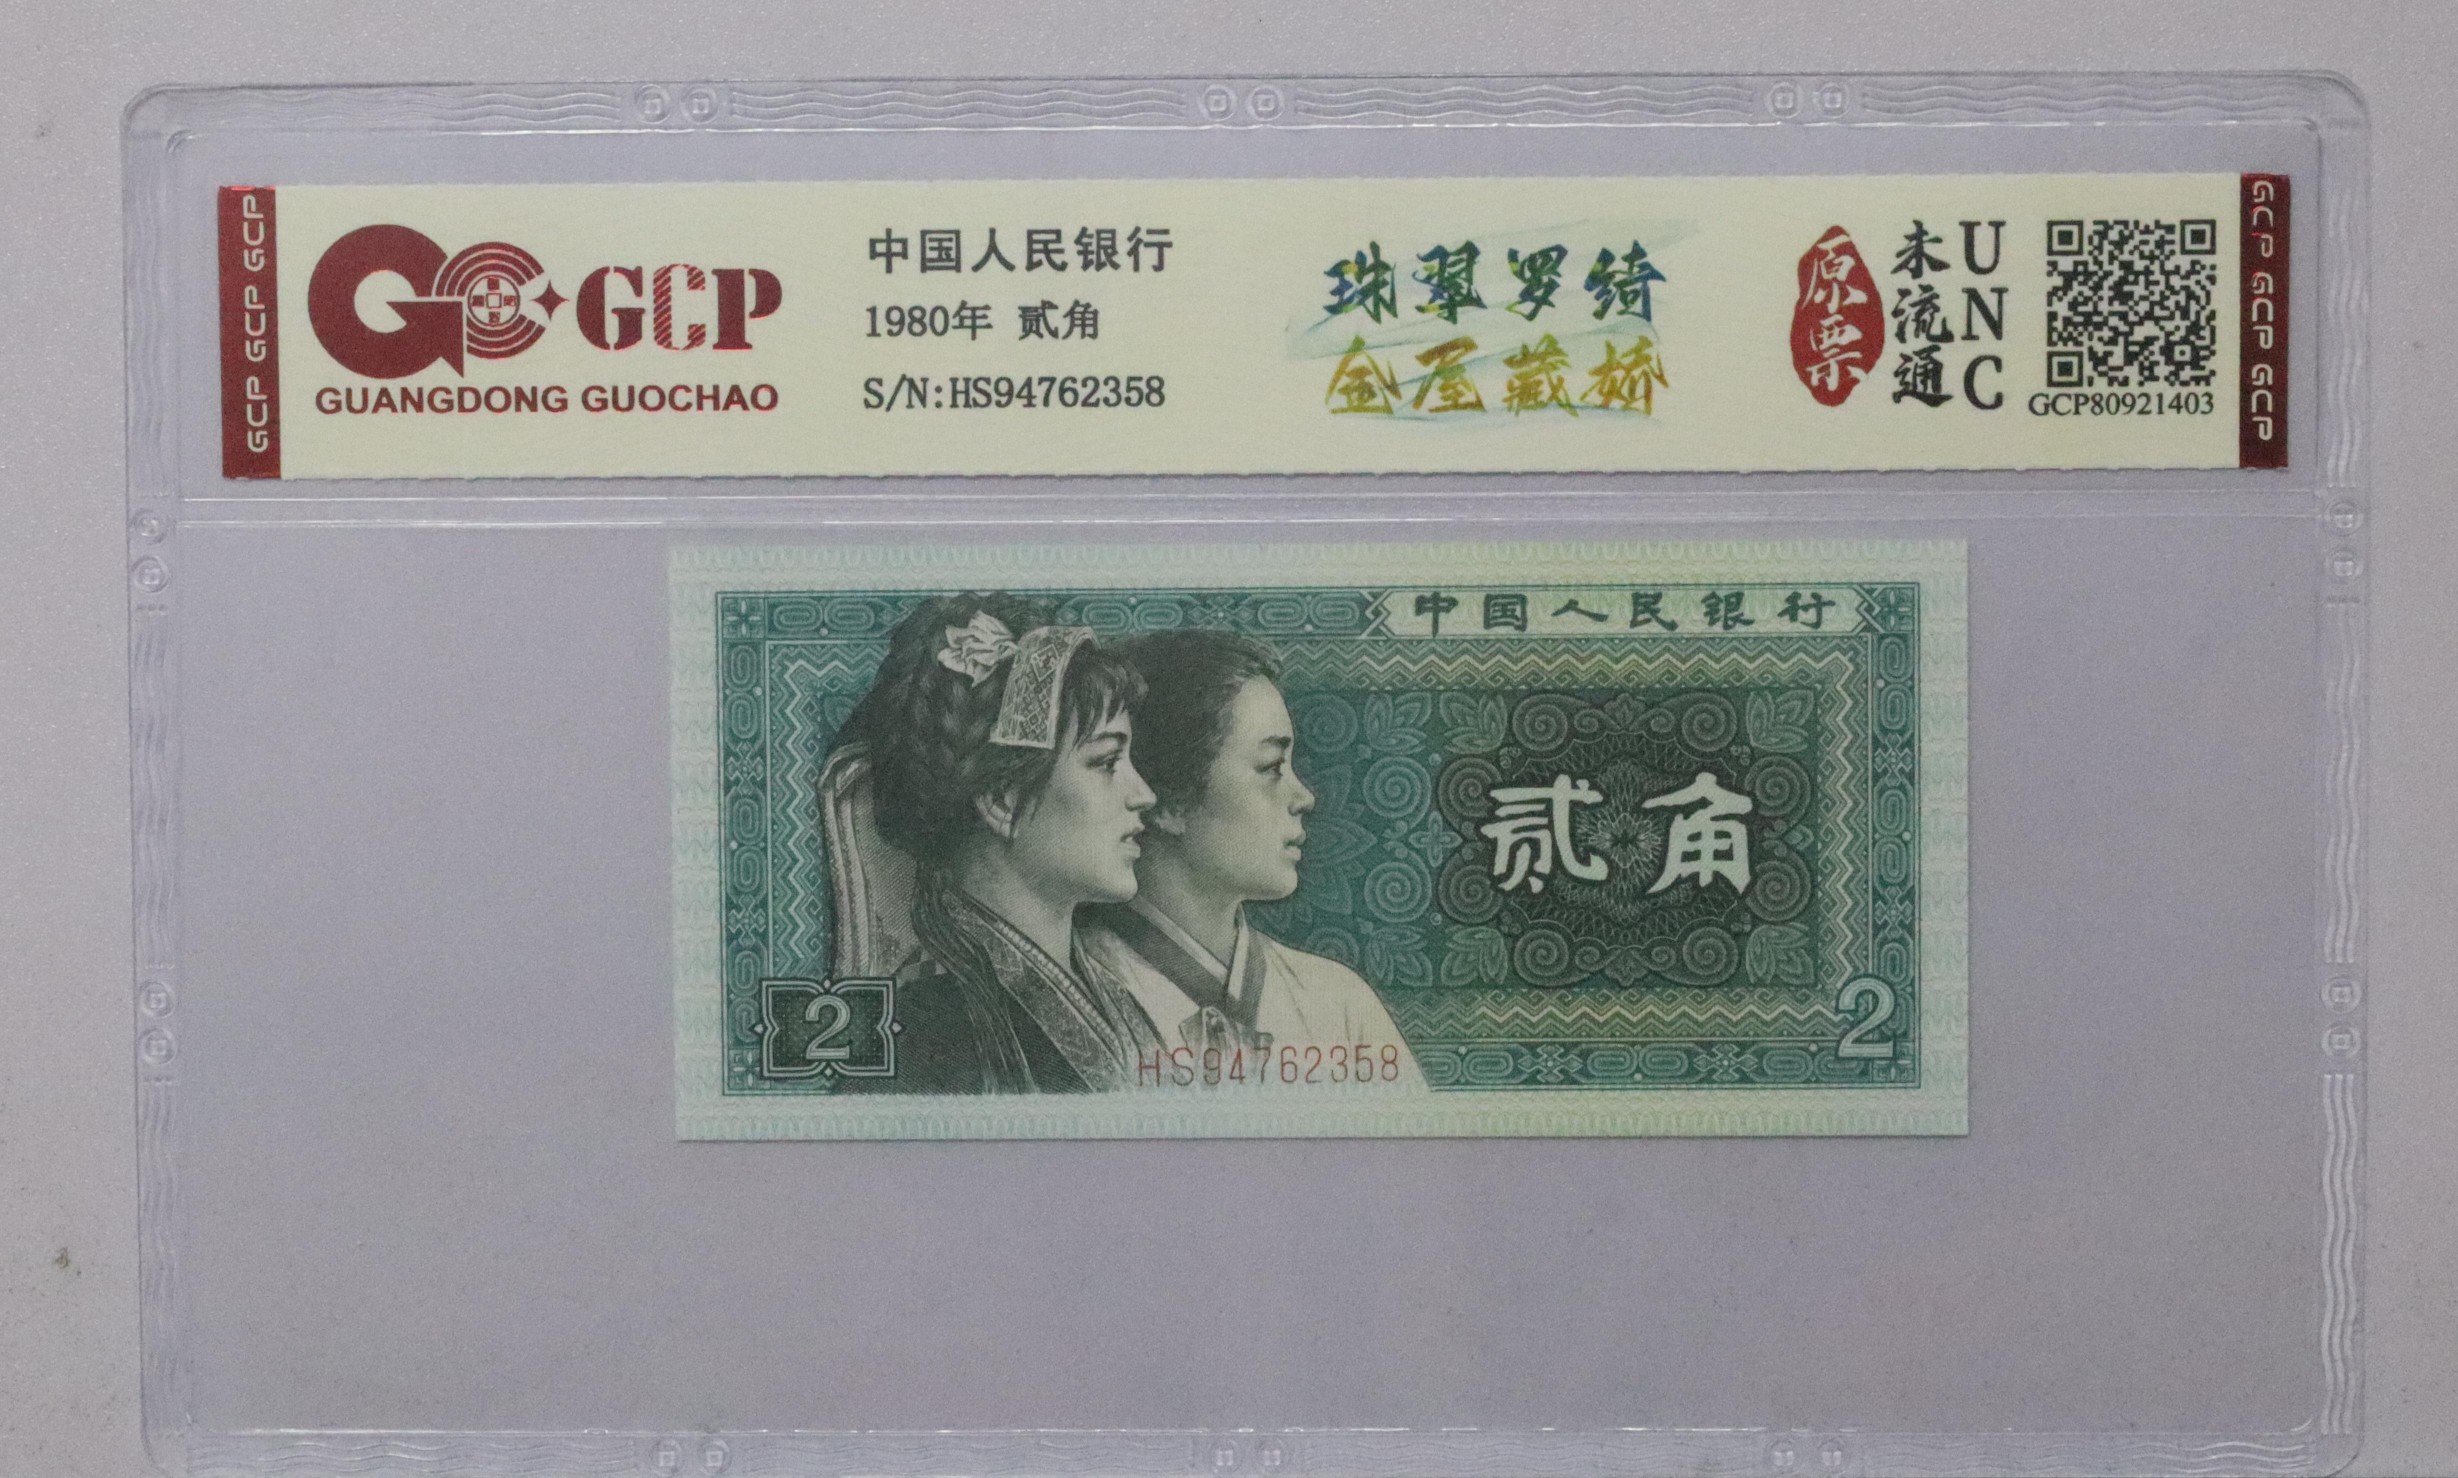 GCP GCP GCP
GCP
GUANGDONG GUOCHAO
中国人民银行
1980年 贰角
S/N:HS94762358
珠翠罗绮
金屋藏娇
原票
未流通
UNC
GCP80921403
GCP GCP GCP
中国人民银行
贰角
2
2
HS94762358